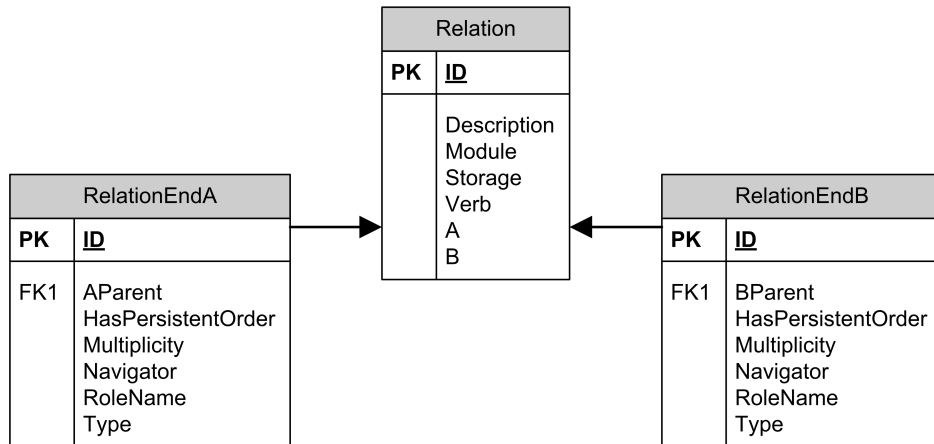 Relation
PK ID
Description
Module
Storage
Verb
A
B
RelationEndA
PK ID
FK1 AParent
HasPersistentOrder
Multiplicity
Navigator
RoleName
Type
RelationEndB
PK ID
FK1 BParent
HasPersistentOrder
Multiplicity
Navigator
RoleName
Type